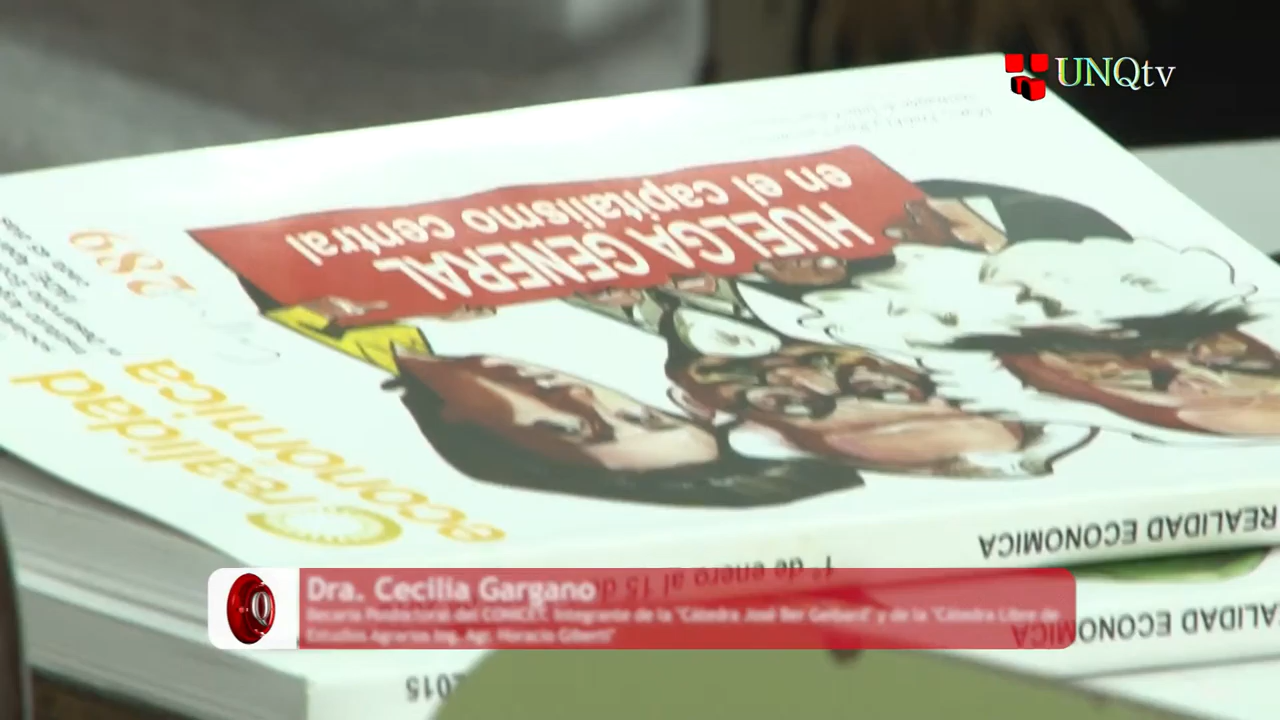 UNQtv
en el capitalismo central
HUELGA GENERAL
289
realidad
económica
REALIDAD ECONOMICA
1° de enero al 15 d
Dra. Cecilia Gargano
Becaria Posdoctoral del CONICET. Integrante de la "Cátedra José Ber Gelbard" y de la "Cátedra Libre de
Estudios Agrarios Ing. Agr. Horacio Giberti"
ALIDAD ECONOMICA
2015